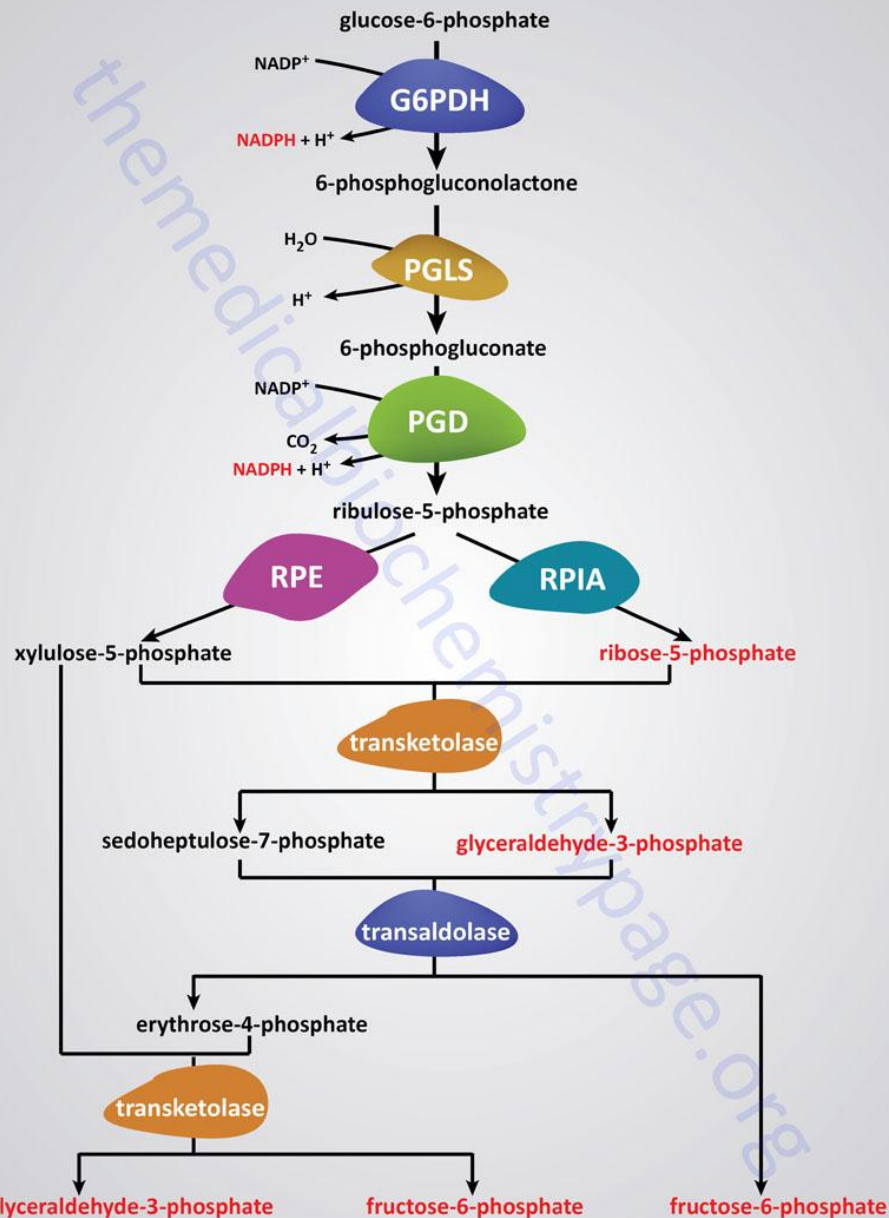 glucose-6-phosphate
NADP⁺
G6PDH
NADPH + H⁺
6-phosphogluconolactone
H₂O
PGLS
H⁺
6-phosphogluconate
NADP⁺
PGD
CO₂
NADPH + H⁺
ribulose-5-phosphate
RPE
RPIA
xylulose-5-phosphate
ribose-5-phosphate
transketolase
sedoheptulose-7-phosphate
glyceraldehyde-3-phosphate
transaldolase
erythrose-4-phosphate
transketolase
lyceraldehyde-3-phosphate
fructose-6-phosphate
fructose-6-phosphate
themedicalbiochemistrypage.org